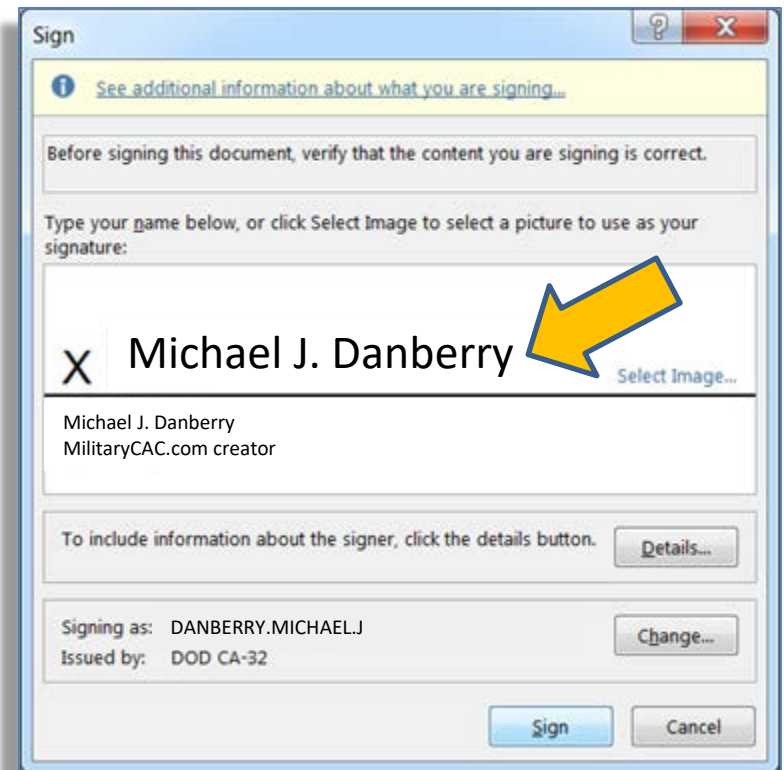 Sign
See additional information about what you are signing...
Before signing this document, verify that the content you are signing is correct.
Type your name below, or click Select Image to select a picture to use as your
signature:
X Michael J. Danberry
Select Image...
Michael J. Danberry
MilitaryCAC.com creator
To include information about the signer, click the details button.
Details...
Signing as: DANBERRY.MICHAEL.J
Change...
Issued by: DOD CA-32
Sign Cancel